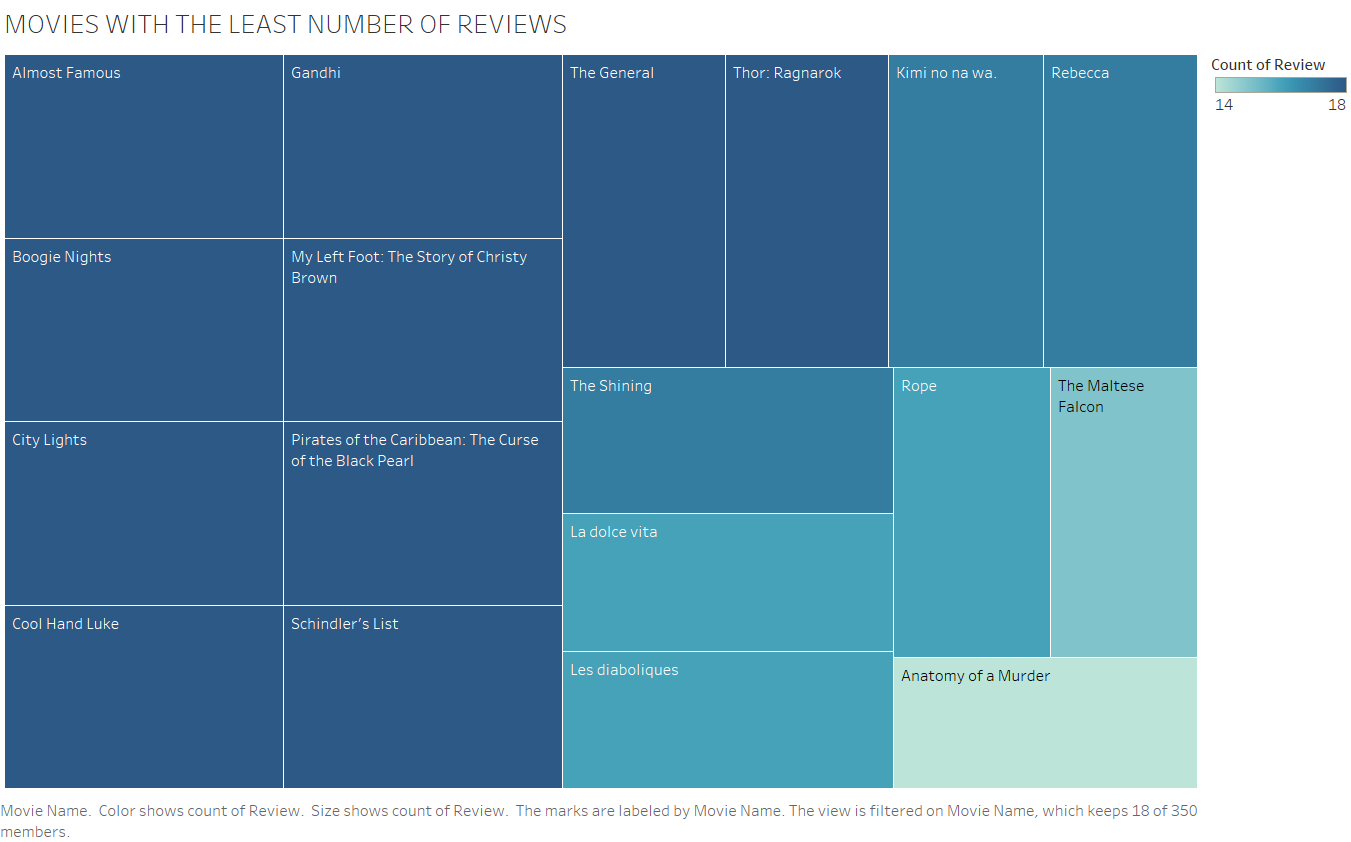 MOVIES WITH THE LEAST NUMBER OF REVIEWS
Almost Famous
Gandhi
The General
Thor: Ragnarok
Kimi no na wa.
Rebecca
Count of Review
14
18
Boogie Nights
My Left Foot: The Story of Christy
Brown
The Shining
Rope
The Maltese
Falcon
City Lights
Pirates of the Caribbean: The Curse
of the Black Pearl
La dolce vita
Cool Hand Luke
Schindler’s List
Les diaboliques
Anatomy of a Murder
Movie Name.  Color shows count of Review.  Size shows count of Review.  The marks are labeled by Movie Name. The view is filtered on Movie Name, which keeps 18 of 350
members.